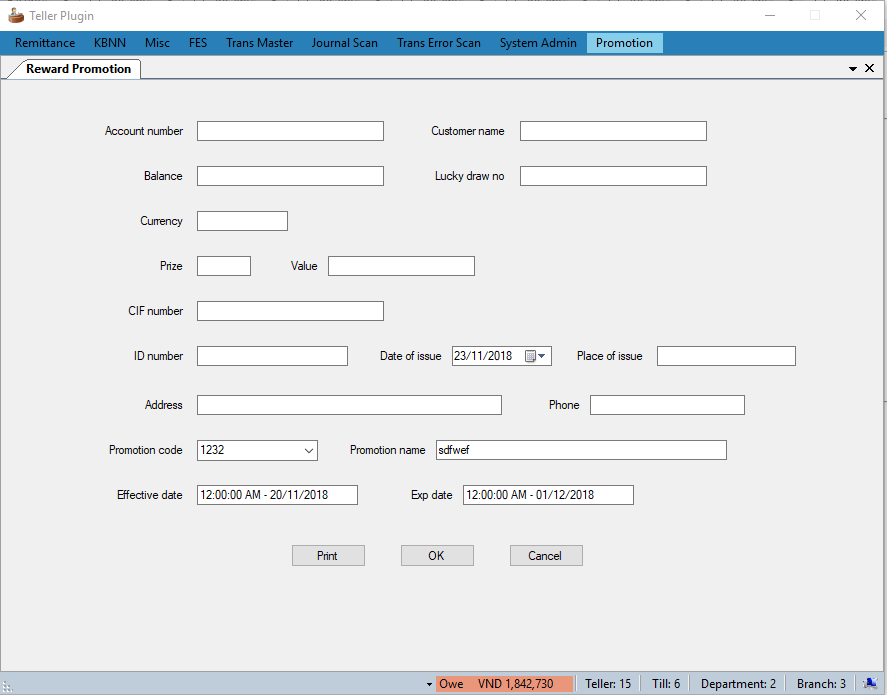 Teller Plugin
Remittance KBNN Misc FES Trans Master Journal Scan Trans Error Scan System Admin Promotion
Reward Promotion
Account number Customer name
Balance Lucky draw no
Currency
Prize Value
CIF number
ID number Date of issue 23/11/2018 Place of issue
Address Phone
Promotion code 1232 Promotion name sdfwef
Effective date 12:00:00 AM - 20/11/2018 Exp date 12:00:00 AM - 01/12/2018
Print OK Cancel
Owe VND 1,842,730 Teller: 15 Till: 6 Department: 2 Branch: 3